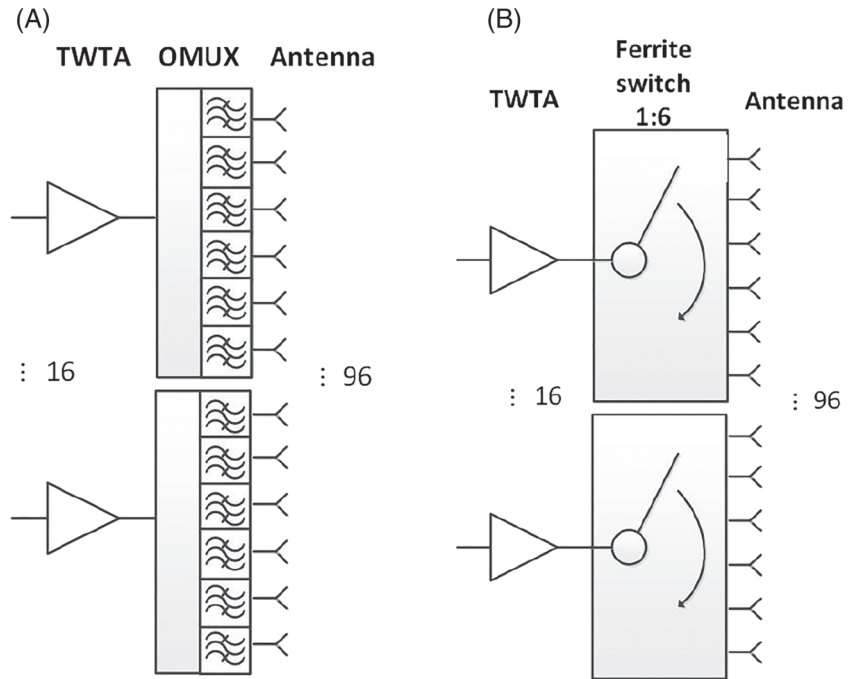 (A)
TWTA OMUX Antenna
⋮ 16
⋮ 96
(B)
Ferrite
switch
1:6
TWTA
Antenna
⋮ 16
⋮ 96